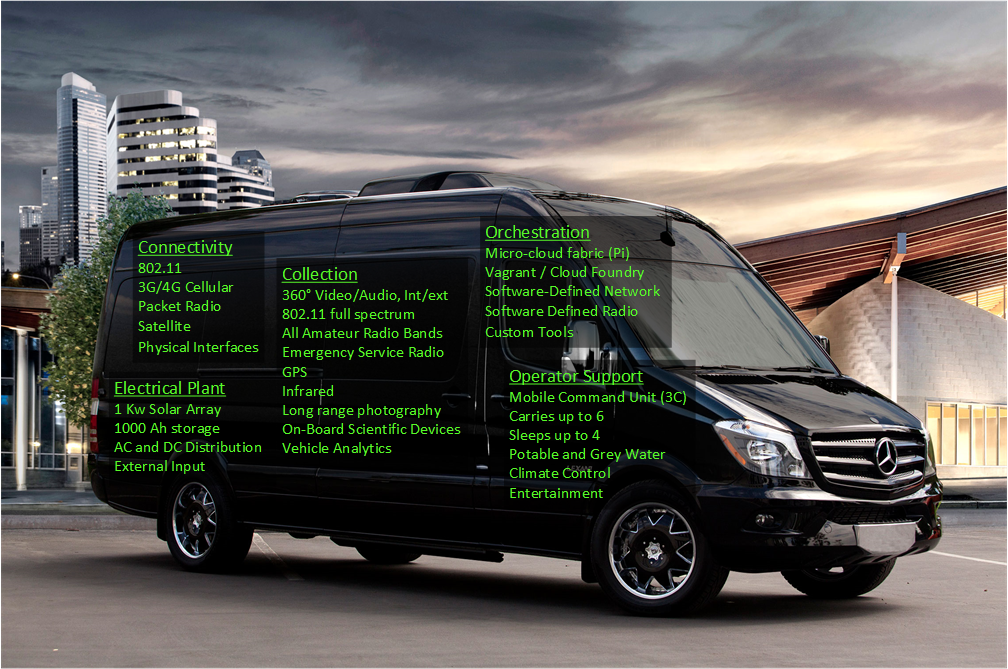 Connectivity
802.11
3G/4G Cellular
Packet Radio
Satellite
Physical Interfaces
Electrical Plant
1 Kw Solar Array
1000 Ah storage
AC and DC Distribution
External Input
Collection
360° Video/Audio, Int/ext
802.11 full spectrum
All Amateur Radio Bands
Emergency Service Radio
GPS
Infrared
Long range photography
On-Board Scientific Devices
Vehicle Analytics
Orchestration
Micro-cloud fabric (Pi)
Vagrant / Cloud Foundry
Software-Defined Network
Software Defined Radio
Custom Tools
Operator Support
Mobile Command Unit (3C)
Carries up to 6
Sleeps up to 4
Potable and Grey Water
Climate Control
Entertainment